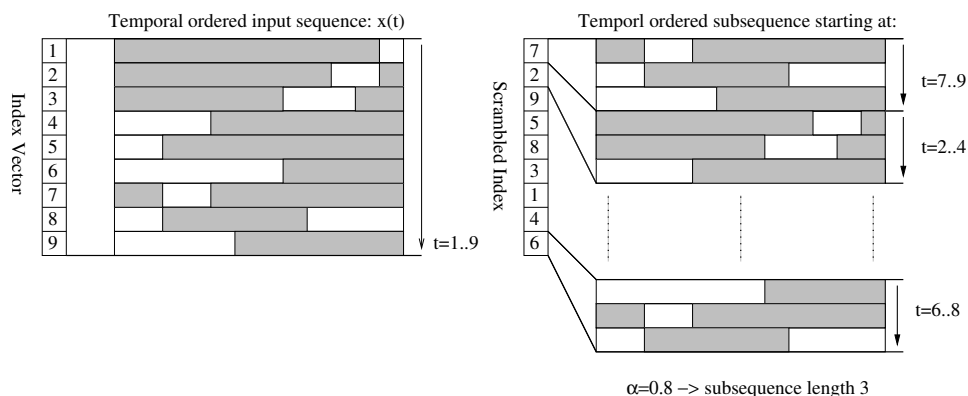 Temporal ordered input sequence: x(t)
Index Vector
1
2
3
4
5
6
7
8
9
t=1..9
Temporl ordered subsequence starting at:
Scrambled Index
7
2
9
5
8
3
1
4
6
t=7..9
t=2..4
t=6..8
α=0.8 −> subsequence length 3